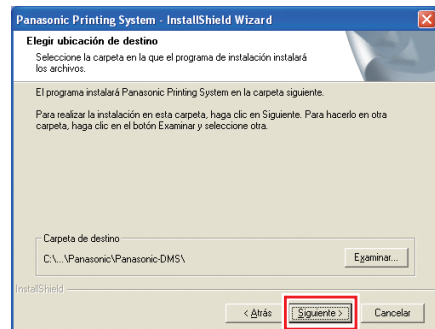 Panasonic Printing System - InstallShield Wizard
Elegir ubicación de destino
Seleccione la carpeta en la que el programa de instalación instalará
los archivos.
El programa instalará Panasonic Printing System en la carpeta siguiente.
Para realizar la instalación en esta carpeta, haga clic en Siguiente. Para hacerlo en otra
carpeta, haga clic en el botón Examinar y seleccione otra.
Carpeta de destino
C:\...\Panasonic\Panasonic-DMS\
Examinar...
InstallShield
< Atrás
Siguiente >
Cancelar